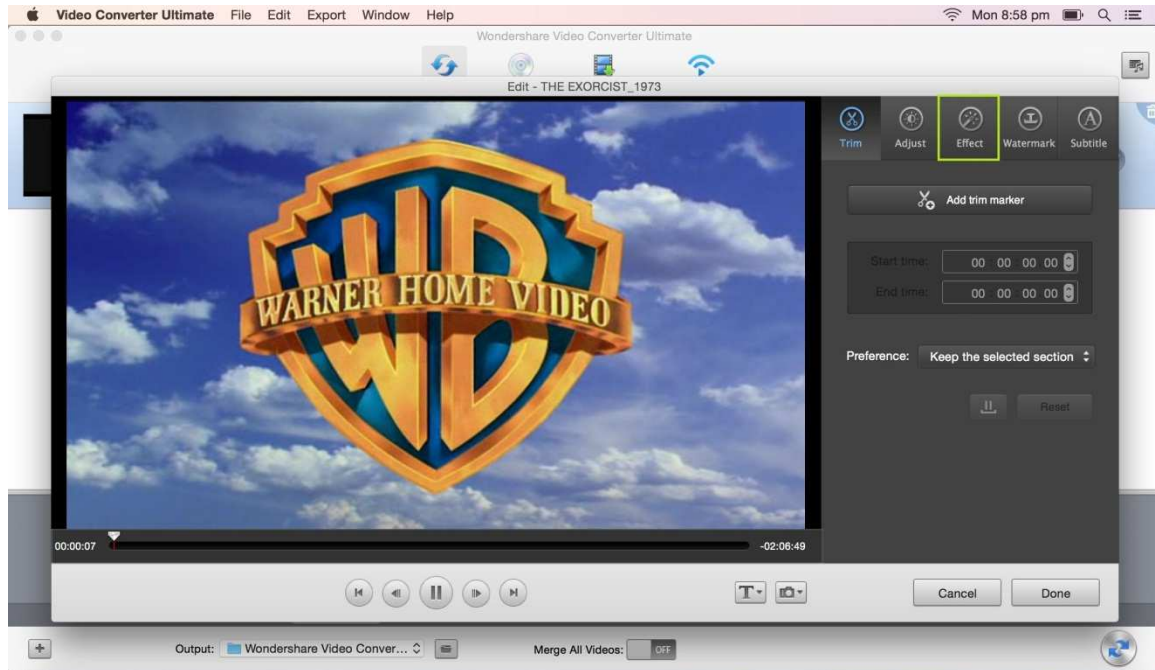 Video Converter Ultimate File Edit Export Window Help Mon 8:58 pm
Wondershare Video Converter Ultimate
Edit - THE EXORCIST_1973
Trim Adjust Effect Watermark Subtitle
WARNER HOME VIDEO
Add trim marker
Start time: 00 00 00 00
End time: 00 00 00 00
Preference: Keep the selected section
Reset
00:00:07 -02:06:49
T
Cancel Done
Output: Wondershare Video Conver... Merge All Videos: OFF